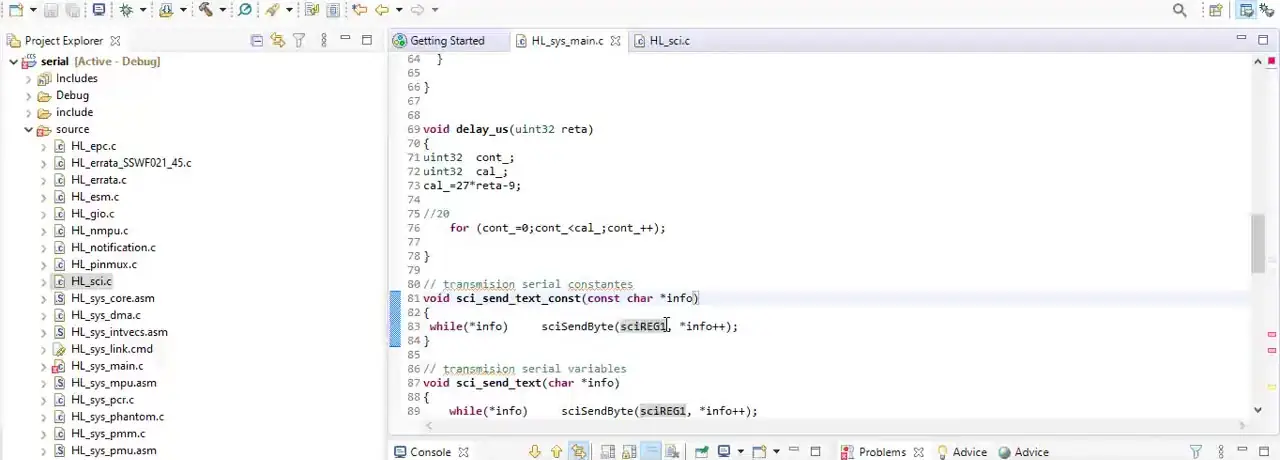 Project Explorer
serial [Active - Debug]
Includes
Debug
include
source
HL_epc.c
HL_errata_SSWF021_45.c
HL_errata.c
HL_esm.c
HL_gio.c
HL_nmpu.c
HL_notification.c
HL_pinmux.c
HL_sci.c
HL_sys_core.asm
HL_sys_dma.c
HL_sys_intvecs.asm
HL_sys_link.cmd
HL_sys_main.c
HL_sys_mpu.asm
HL_sys_pcr.c
HL_sys_phantom.c
HL_sys_pmm.c
HL_sys_pmu.asm
Getting Started HL_sys_main.c HL_sci.c
64 }
65
66 }
67
68
69 void delay_us(uint32 reta)
70 {
71 uint32 cont_;
72 uint32 cal_;
73 cal_=27*reta-9;
74
75 //20
76 for (cont_=0;cont_<cal_;cont_++);
77
78 }
79
80 // transmision serial constantes
81 void sci_send_text_const(const char *info)
82 {
83 while(*info) sciSendByte(sciREG1, *info++);
84 }
85
86 // transmision serial variables
87 void sci_send_text(char *info)
88 {
89 while(*info) sciSendByte(sciREG1, *info++);
Console Problems Advice Advice